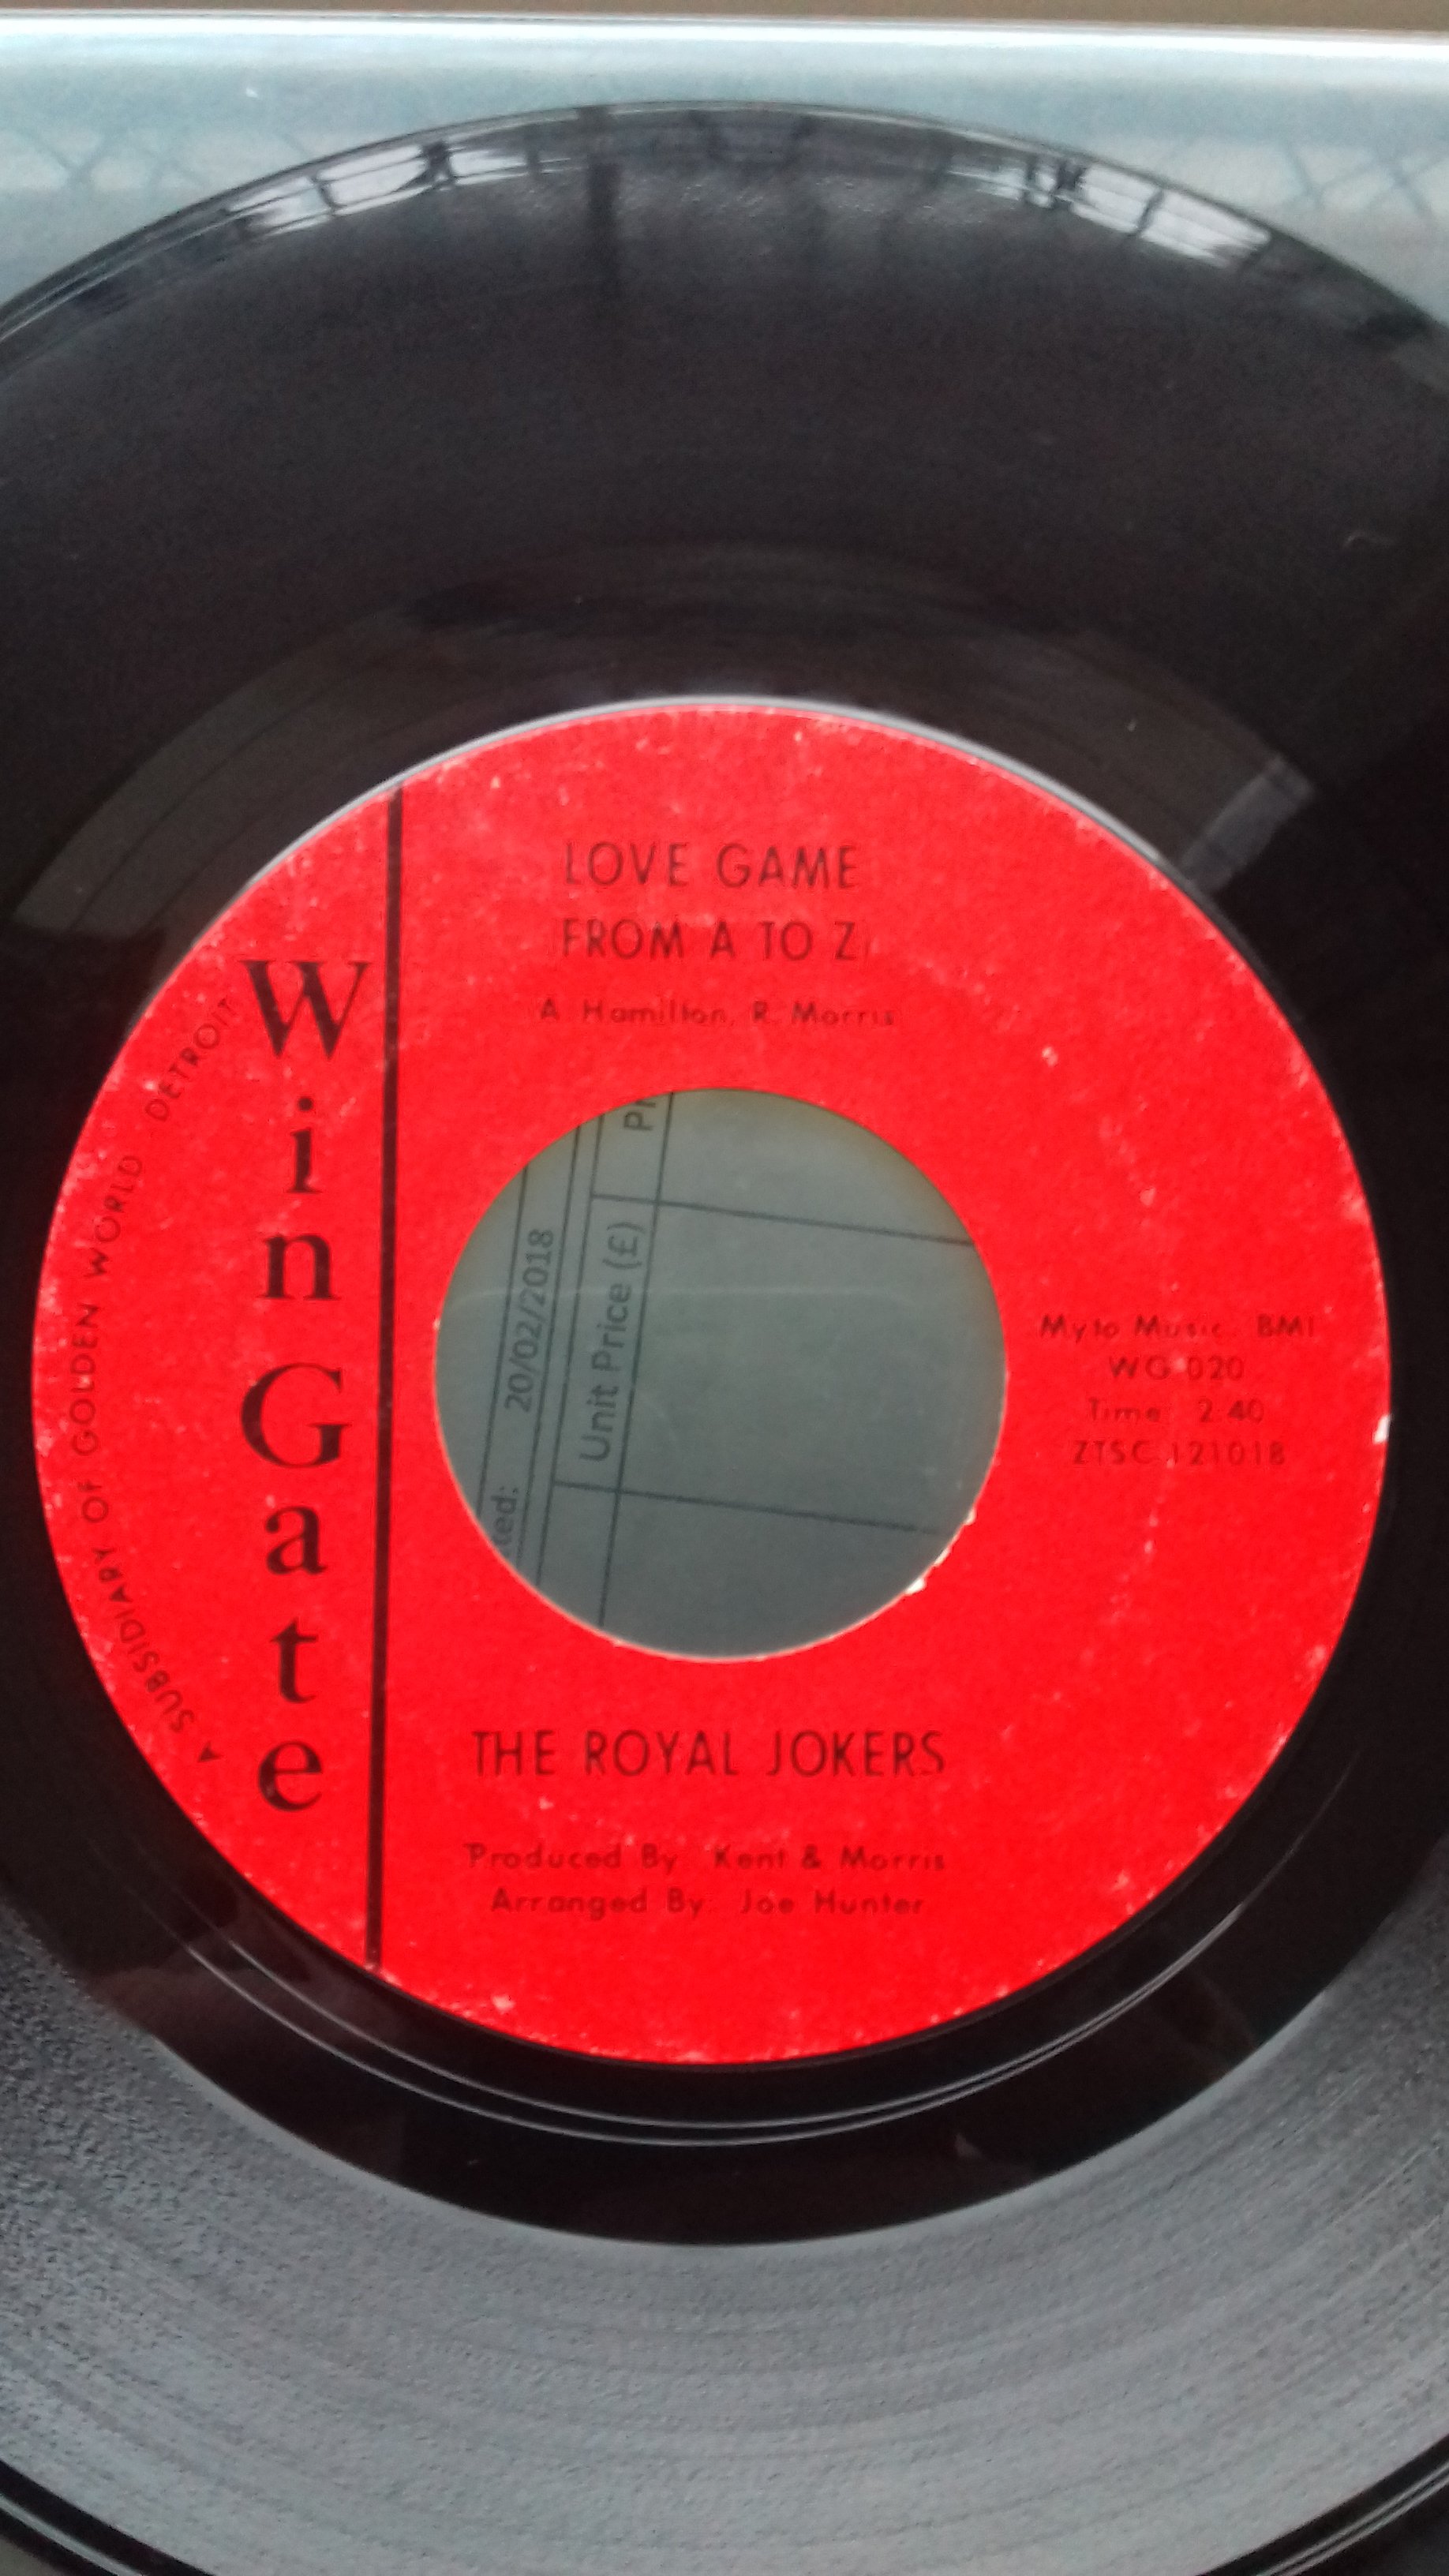 LOVE GAME
FROM A TO Z
A. Hamilton, R. Morris
WinGate
A SUBSIDIARY OF GOLDEN WORLD DETROIT
Myto Music BMI
WG 020
Time: 2:40
ZTSC 121018
THE ROYAL JOKERS
Produced By: Kent & Morris
Arranged By: Joe Hunter
20/02/2018
Unit Price (£)